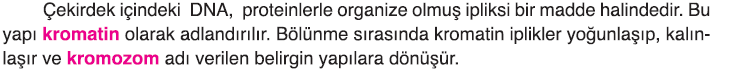 Çekirdek içindeki DNA, proteinlerle organize olmuş ipliksi bir madde halindedir. Bu
yapı kromatin olarak adlandırılır. Bölünme sırasında kromatin iplikler yoğunlaşıp, kalın-
laşır ve kromozom adı verilen belirgin yapılara dönüşür.